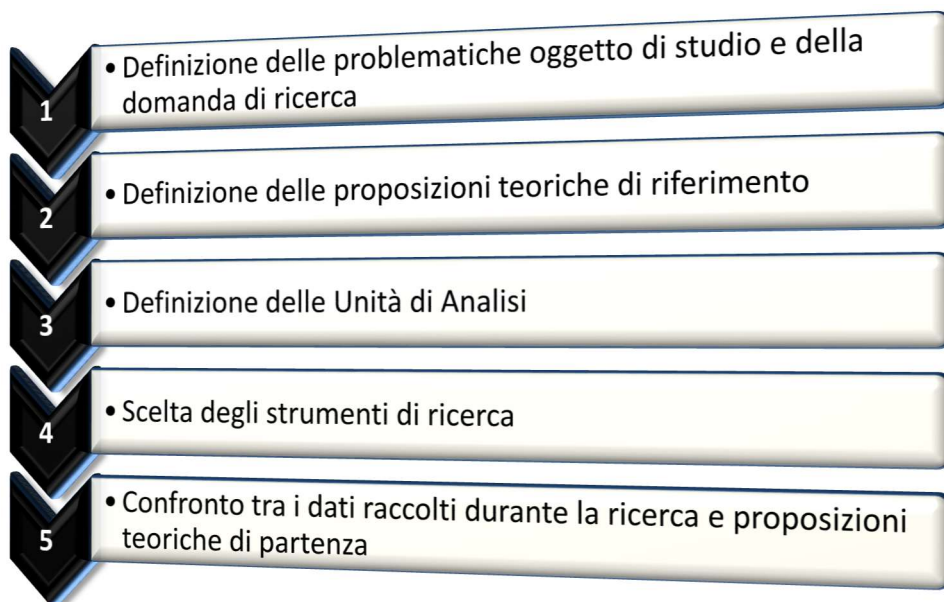 1
• Definizione delle problematiche oggetto di studio e della
domanda di ricerca
2
• Definizione delle proposizioni teoriche di riferimento
3
• Definizione delle Unità di Analisi
4
• Scelta degli strumenti di ricerca
5
• Confronto tra i dati raccolti durante la ricerca e proposizioni
teoriche di partenza